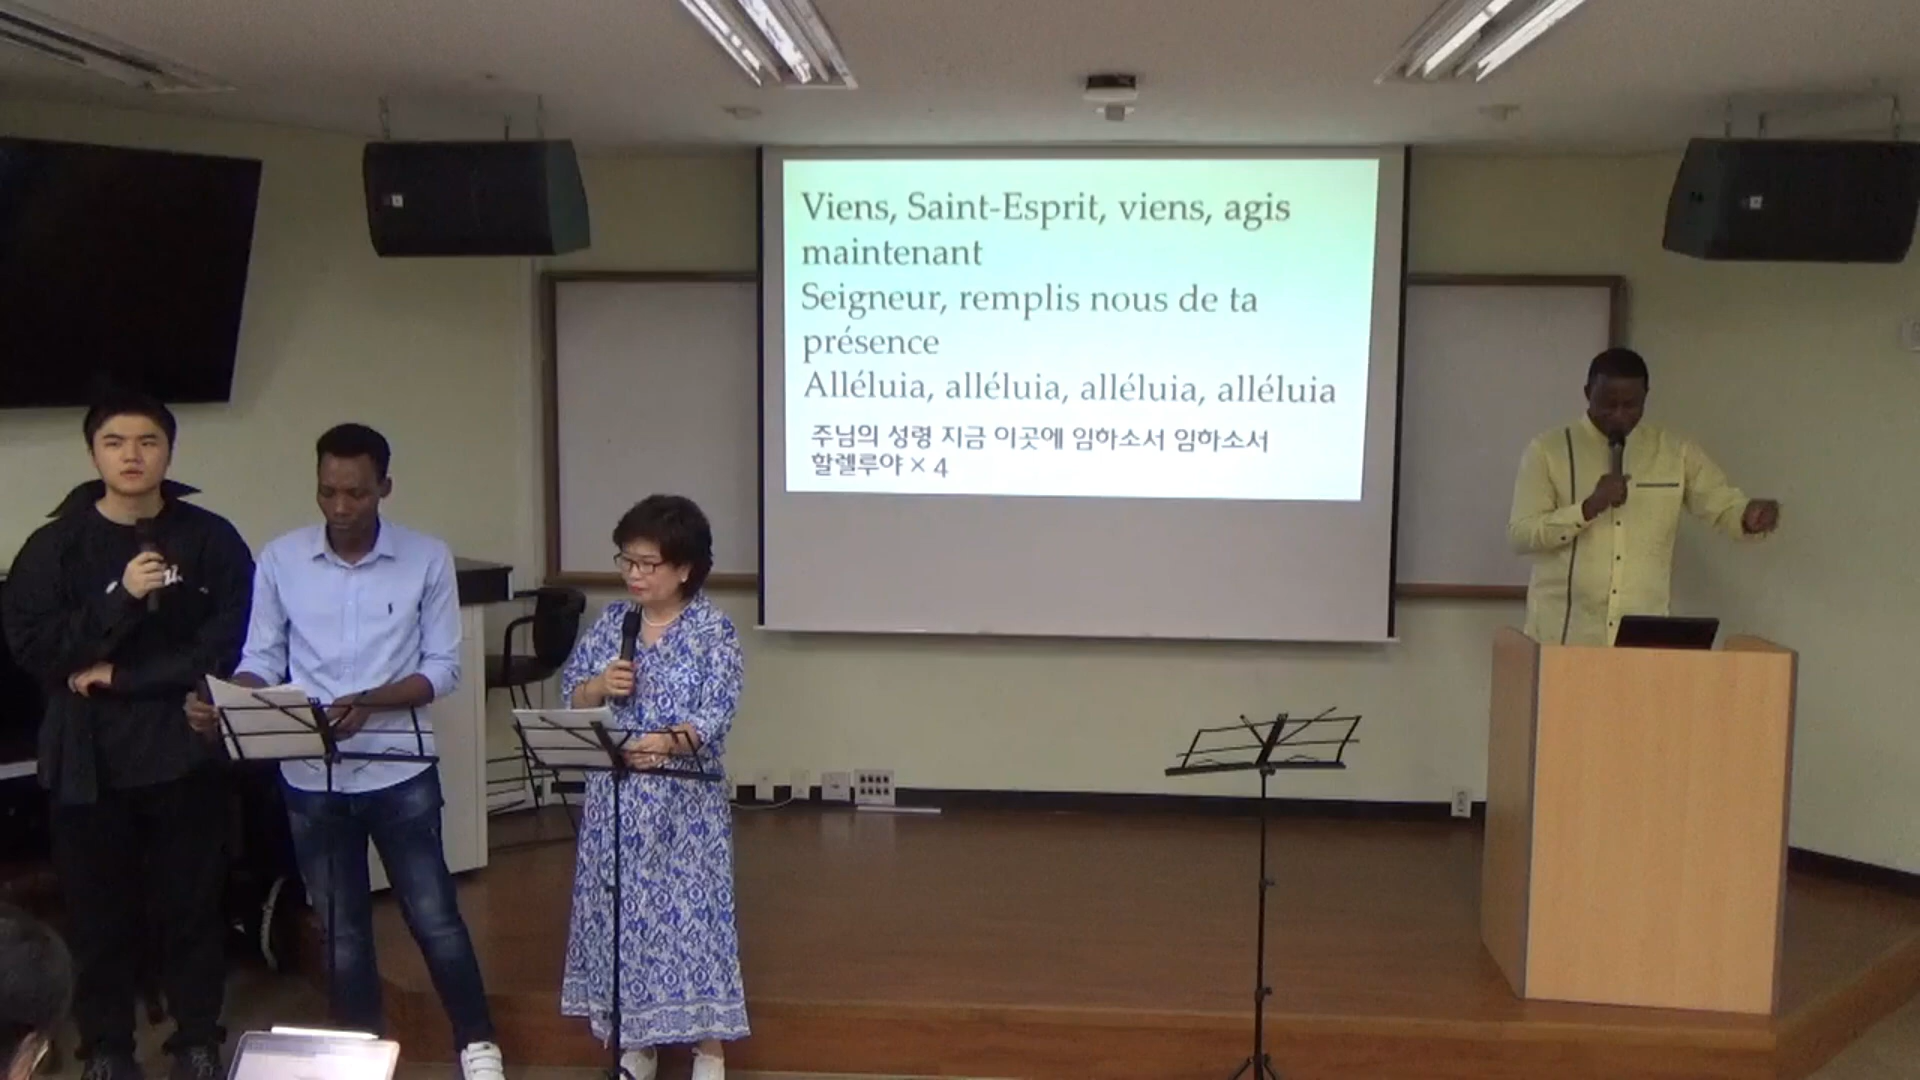 Viens, Saint-Esprit, viens, agis
maintenant
Seigneur, remplis nous de ta
présence
Alléluia, alléluia, alléluia, alléluia
주님의 성령 지금 이곳에 임하소서 임하소서
할렐루야 × 4